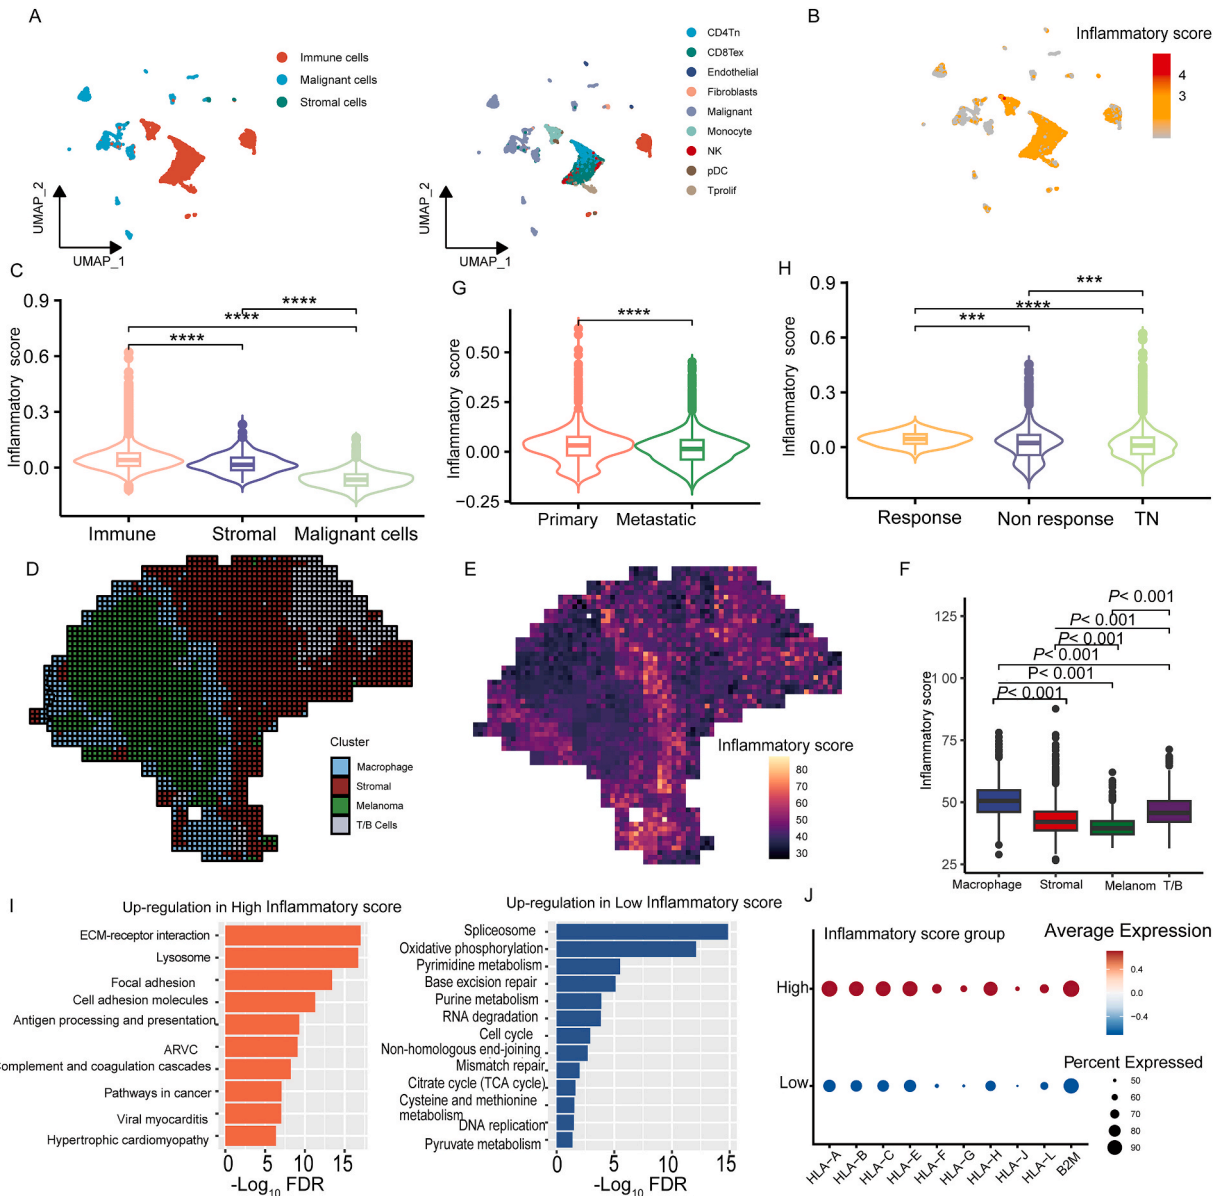 A
Immune cells
Malignant cells
Stromal cells
UMAP_2
UMAP_1
CD4Tn
CD8Tex
Endothelial
Fibroblasts
Malignant
Monocyte
NK
pDC
Tprolif
UMAP_2
UMAP_1
B
Inflammatory score
4
3
C
Inflammatory score
0.9
0.6
0.3
0.0
****
****
****
Immune
Stromal
Malignant cells
G
Inflammatory score
0.50
0.25
0.00
−0.25
****
Primary
Metastatic
H
Inflammatory score
0.9
0.6
0.3
0.0
***
****
***
Response
Non response
TN
D
Cluster
Macrophage
Stromal
Melanoma
T/B Cells
E
Inflammatory score
80
70
60
50
40
30
F
Inflammatory score
125
100
75
50
25
P< 0.001
P< 0.001
P< 0.001
P< 0.001
P< 0.001
P< 0.001
Macrophage
Stromal
Melanom
T/B
I
Up-regulation in High Inflammatory score
ECM-receptor interaction
Lysosome
Focal adhesion
Cell adhesion molecules
Antigen processing and presentation
ARVC
Complement and coagulation cascades
Pathways in cancer
Viral myocarditis
Hypertrophic cardiomyopathy
0 5 10 15
-Log10 FDR
Up-regulation in Low Inflammatory score
Spliceosome
Oxidative phosphorylation
Pyrimidine metabolism
Base excision repair
Purine metabolism
RNA degradation
Cell cycle
Non-homologous end-joining
Mismatch repair
Citrate cycle (TCA cycle)
Cysteine and methionine
metabolism
DNA replication
Pyruvate metabolism
0 5 10 15
-Log10 FDR
J
Inflammatory score group
High
Low
HLA−A
HLA−B
HLA−C
HLA−E
HLA−F
HLA−G
HLA−H
HLA−J
HLA−L
B2M
Average Expression
0.4
0.0
−0.4
Percent Expressed
50
60
70
80
90